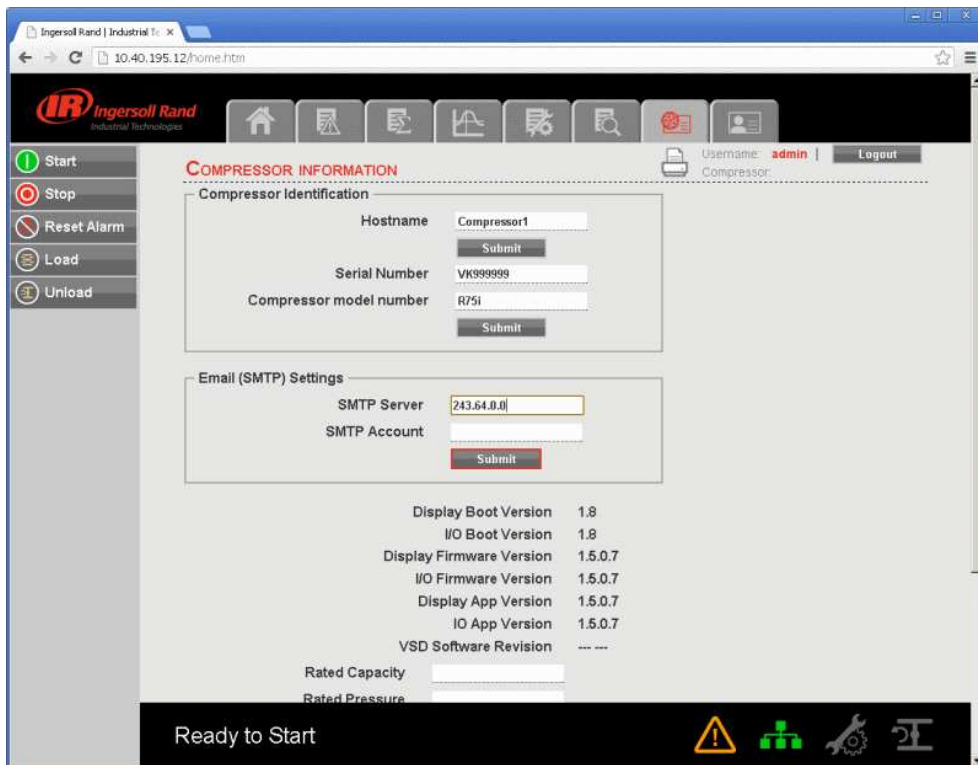 Ingersoll Rand | Industrial Te
10.40.195.12/home.htm
IR Ingersoll Rand
Industrial Technologies
Start
Stop
Reset Alarm
Load
Unload
Username: admin | Logout
Compressor:
COMPRESSOR INFORMATION
Compressor Identification
Hostname Compressor1
Submit
Serial Number VK999999
Compressor model number R75i
Submit
Email (SMTP) Settings
SMTP Server 243.64.0.0
SMTP Account
Submit
Display Boot Version 1.8
I/O Boot Version 1.8
Display Firmware Version 1.5.0.7
I/O Firmware Version 1.5.0.7
Display App Version 1.5.0.7
IO App Version 1.5.0.7
VSD Software Revision --- ---
Rated Capacity
Rated Pressure
Ready to Start